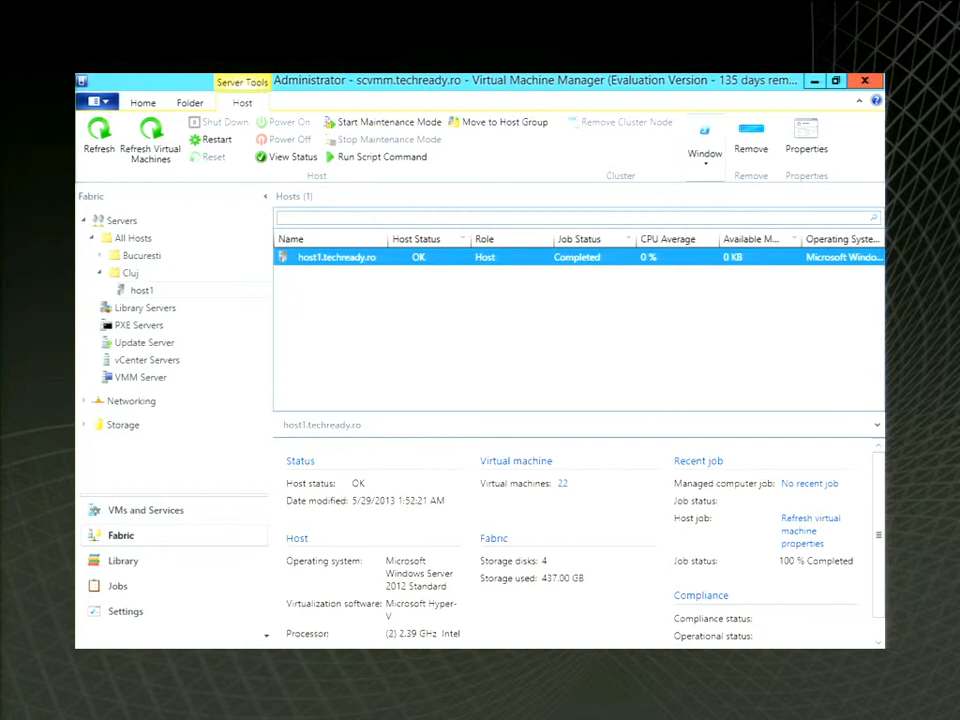 Server Tools
Administrator - scvmm.techready.ro - Virtual Machine Manager (Evaluation Version - 135 days rem...
Home Folder Host
Refresh
Refresh Virtual Machines
Shut Down
Restart
Reset
Power On
Power Off
View Status
Start Maintenance Mode
Stop Maintenance Mode
Run Script Command
Move to Host Group
Remove Cluster Node
Window
Remove
Properties
Host
Cluster
Remove
Properties
Fabric
Servers
All Hosts
Bucuresti
Cluj
host1
Library Servers
PXE Servers
Update Server
vCenter Servers
VMM Server
Networking
Storage
VMs and Services
Fabric
Library
Jobs
Settings
Hosts (1)
Name Host Status Role Job Status CPU Average Available M... Operating Syste...
host1.techready.ro OK Host Completed 0 % 0 KB Microsoft Windo...
host1.techready.ro
Status
Host status: OK
Date modified: 5/29/2013 1:52:21 AM
Host
Operating system: Microsoft
Windows Server
2012 Standard
Virtualization software: Microsoft Hyper-
V
Processor: (2) 2.39 GHz Intel
Virtual machine
Virtual machines: 22
Fabric
Storage disks: 4
Storage used: 437.00 GB
Recent job
Managed computer job: No recent job
Job status:
Host job: Refresh virtual
machine
properties
Job status: 100 % Completed
Compliance
Compliance status:
Operational status: